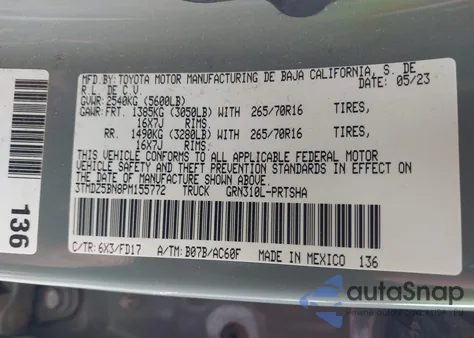 MFD.BY: TOYOTA MOTOR MANUFACTURING DE BAJA CALIFORNIA, S. DE
R.L. DE C.V. 05/23
GVWR: 2540KG (5600LB)
GAWR: FRT. 1385KG (3050LB) WITH 265/70R16 TIRES,
16X7J RIMS
RR. 1490KG (3280LB) WITH 265/70R16 TIRES,
16X7J RIMS
THIS VEHICLE CONFORMS TO ALL APPLICABLE FEDERAL MOTOR
VEHICLE SAFETY AND THEFT PREVENTION STANDARDS IN EFFECT ON
THE DATE OF MANUFACTURE SHOWN ABOVE.
3TMDZ5BN8PM155772 TRUCK GRN310L-PRTSHA
C/TR: 6X3/FD17 A/TM: B07B/AC60F MADE IN MEXICO 136
136
autoSnap